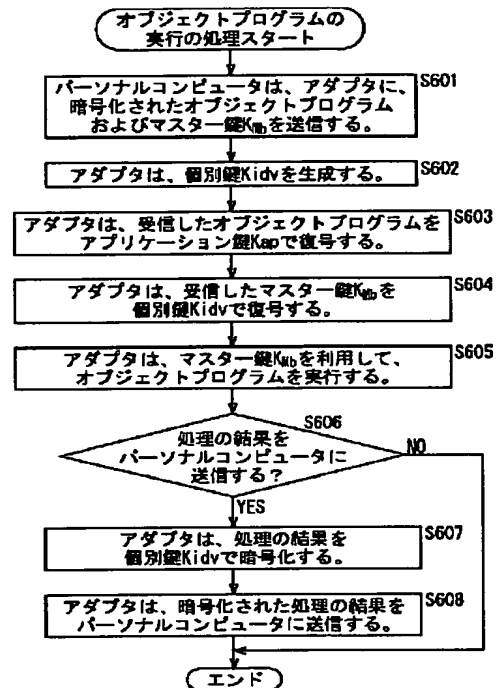 オブジェクトプログラムの
実行の処理スタート
S601
パーソナルコンピュータは、アダプタに、
暗号化されたオブジェクトプログラム
およびマスター鍵KMbを送信する。
S602
アダプタは、個別鍵Kidvを生成する。
S603
アダプタは、受信したオブジェクトプログラムを
アプリケーション鍵Kapで復号する。
S604
アダプタは、受信したマスター鍵KMbを
個別鍵Kidvで復号する。
S605
アダプタは、マスター鍵KMbを利用して、
オブジェクトプログラムを実行する。
S606
処理の結果を
パーソナルコンピュータに
送信する？
NO
YES
S607
アダプタは、処理の結果を
個別鍵Kidvで暗号化する。
S608
アダプタは、暗号化された処理の結果を
パーソナルコンピュータに送信する。
エンド